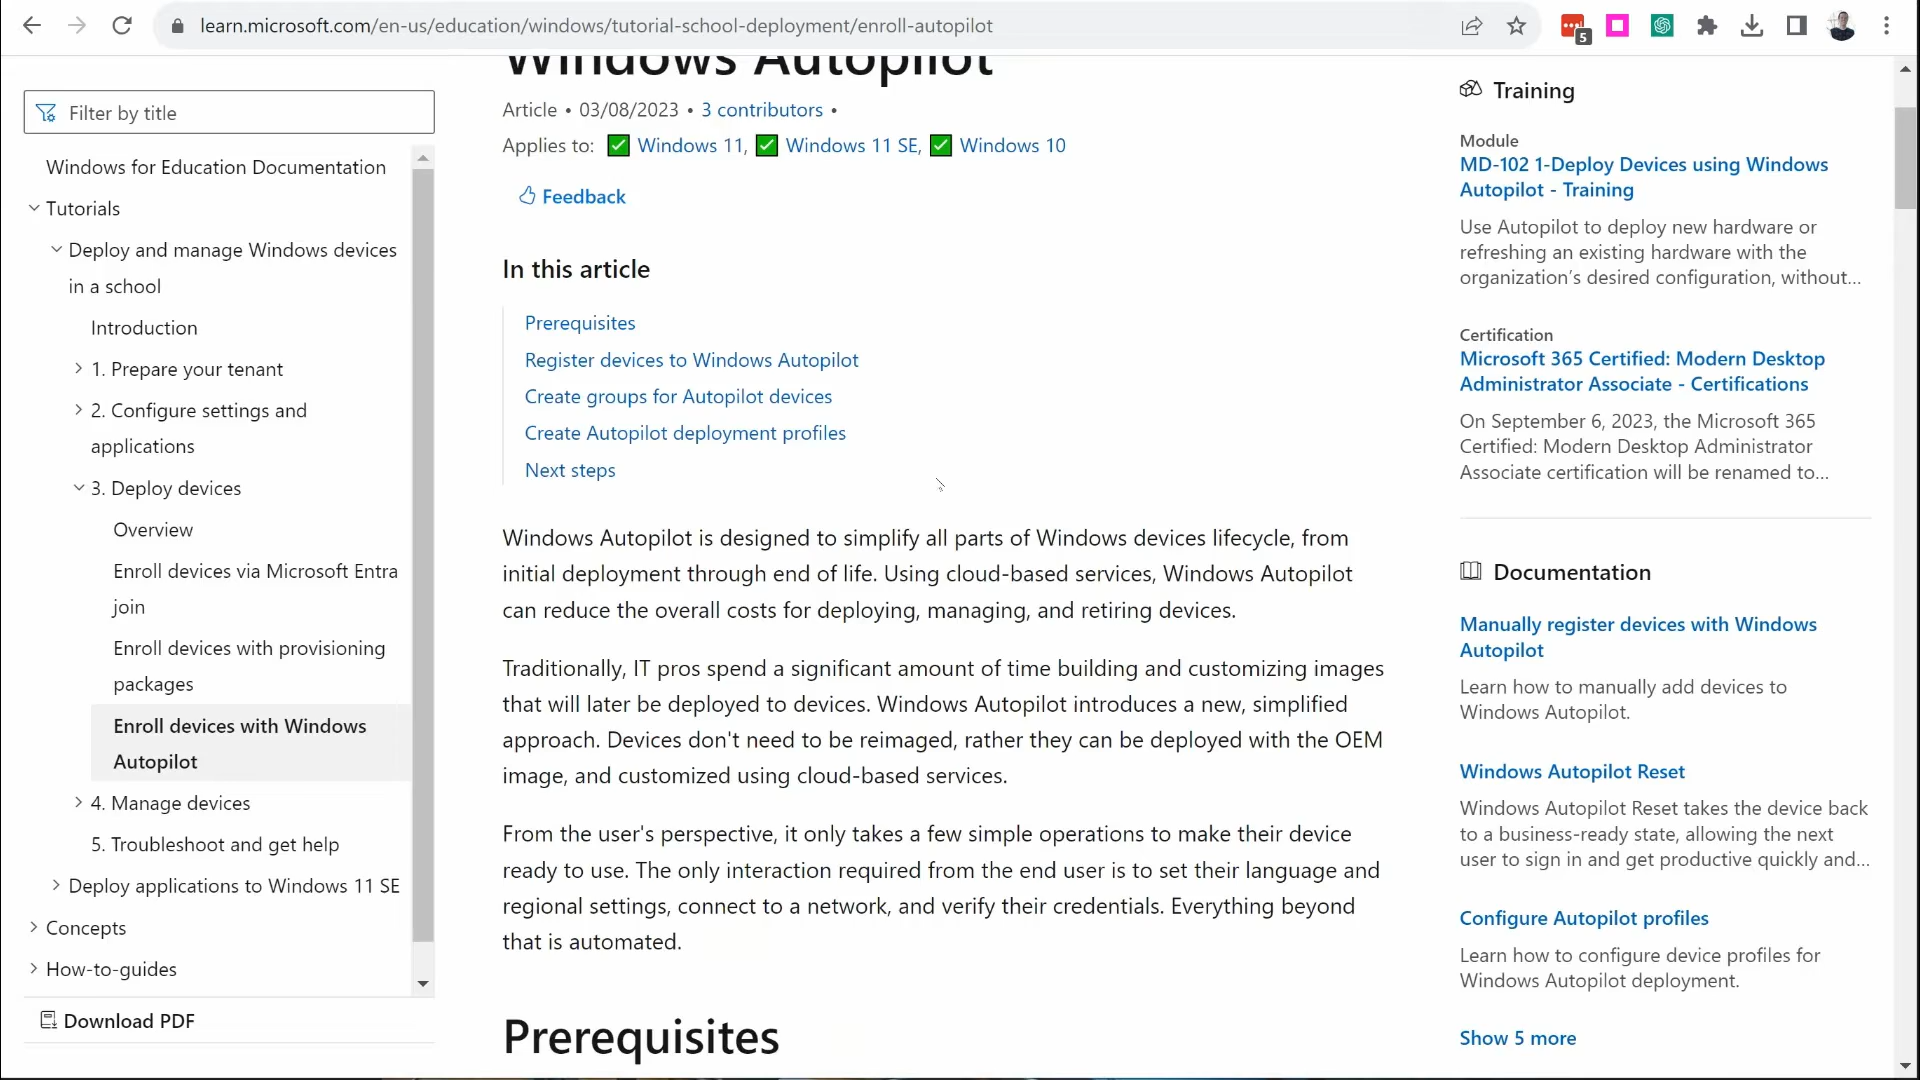 learn.microsoft.com/en-us/education/windows/tutorial-school-deployment/enroll-autopilot
5
Filter by title
Windows for Education Documentation
Tutorials
Deploy and manage Windows devices
in a school
Introduction
1. Prepare your tenant
2. Configure settings and
applications
3. Deploy devices
Overview
Enroll devices via Microsoft Entra
join
Enroll devices with provisioning
packages
Enroll devices with Windows
Autopilot
4. Manage devices
5. Troubleshoot and get help
Deploy applications to Windows 11 SE
Concepts
How-to-guides
Download PDF
Windows Autopilot
Article • 03/08/2023 • 3 contributors •
Applies to: ✅ Windows 11, ✅ Windows 11 SE, ✅ Windows 10
Feedback
In this article
Prerequisites
Register devices to Windows Autopilot
Create groups for Autopilot devices
Create Autopilot deployment profiles
Next steps
Windows Autopilot is designed to simplify all parts of Windows devices lifecycle, from
initial deployment through end of life. Using cloud-based services, Windows Autopilot
can reduce the overall costs for deploying, managing, and retiring devices.
Traditionally, IT pros spend a significant amount of time building and customizing images
that will later be deployed to devices. Windows Autopilot introduces a new, simplified
approach. Devices don't need to be reimaged, rather they can be deployed with the OEM
image, and customized using cloud-based services.
From the user's perspective, it only takes a few simple operations to make their device
ready to use. The only interaction required from the end user is to set their language and
regional settings, connect to a network, and verify their credentials. Everything beyond
that is automated.
Prerequisites
Training
Module
MD-102 1-Deploy Devices using Windows
Autopilot - Training
Use Autopilot to deploy new hardware or
refreshing an existing hardware with the
organization’s desired configuration, without...
Certification
Microsoft 365 Certified: Modern Desktop
Administrator Associate - Certifications
On September 6, 2023, the Microsoft 365
Certified: Modern Desktop Administrator
Associate certification will be renamed to...
Documentation
Manually register devices with Windows
Autopilot
Learn how to manually add devices to
Windows Autopilot.
Windows Autopilot Reset
Windows Autopilot Reset takes the device back
to a business-ready state, allowing the next
user to sign in and get productive quickly and...
Configure Autopilot profiles
Learn how to configure device profiles for
Windows Autopilot deployment.
Show 5 more